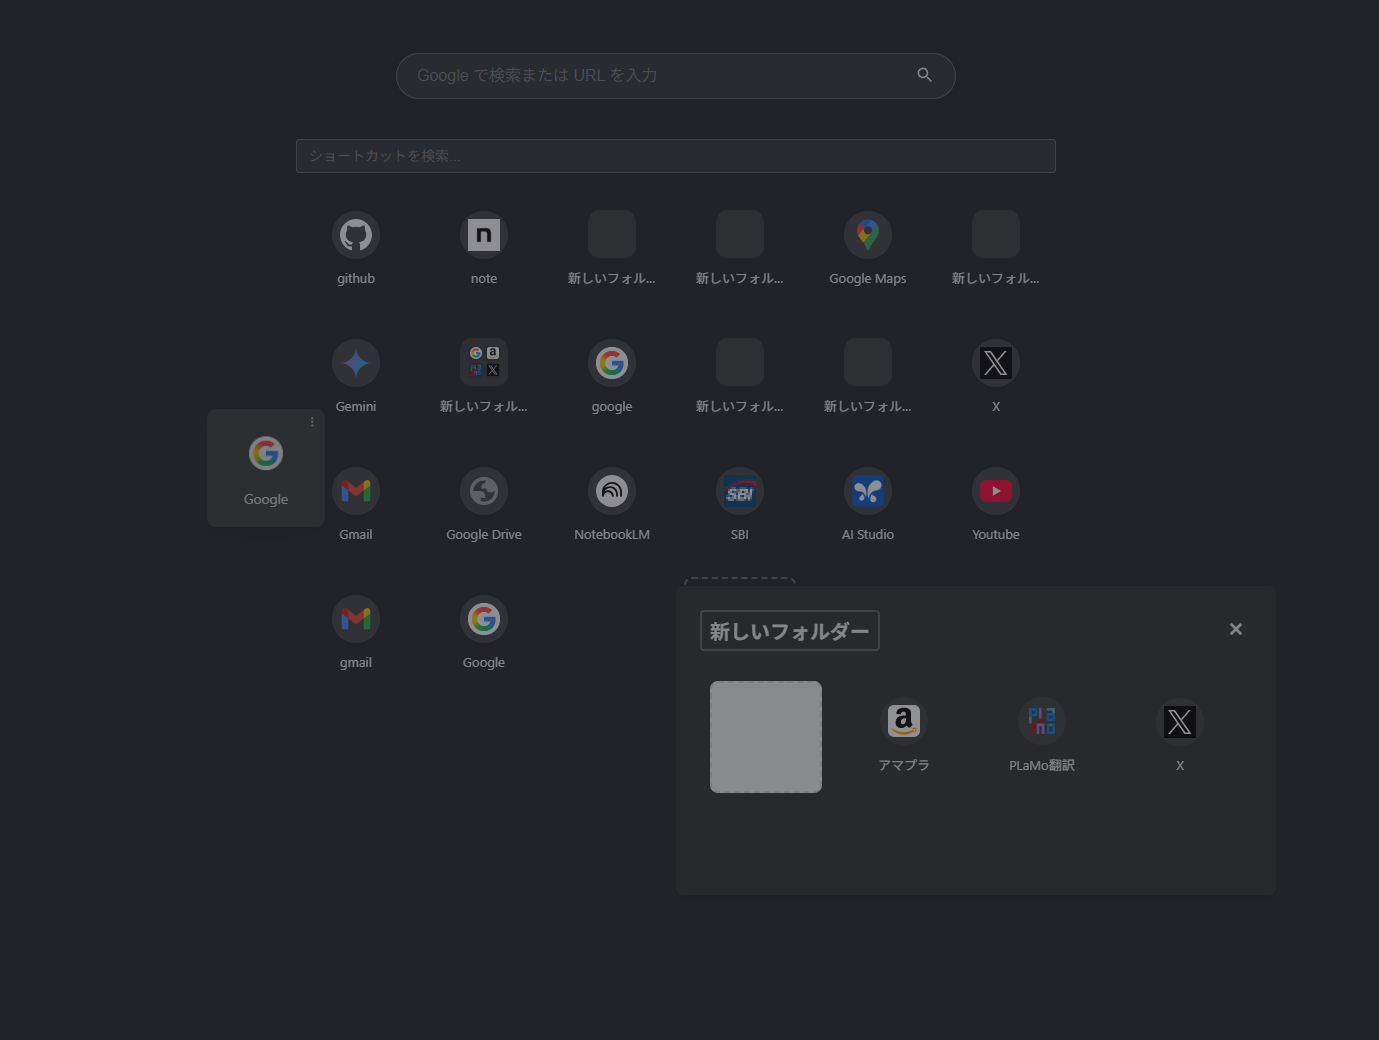 Google で検索または URL を入力
ショートカットを検索...
github
note
新しいフォル...
新しいフォル...
Google Maps
新しいフォル...
Gemini
新しいフォル...
google
新しいフォル...
新しいフォル...
X
Google
Gmail
Google Drive
NotebookLM
SBI
AI Studio
Youtube
gmail
Google
新しいフォルダー
アマプラ
PLaMo翻訳
X